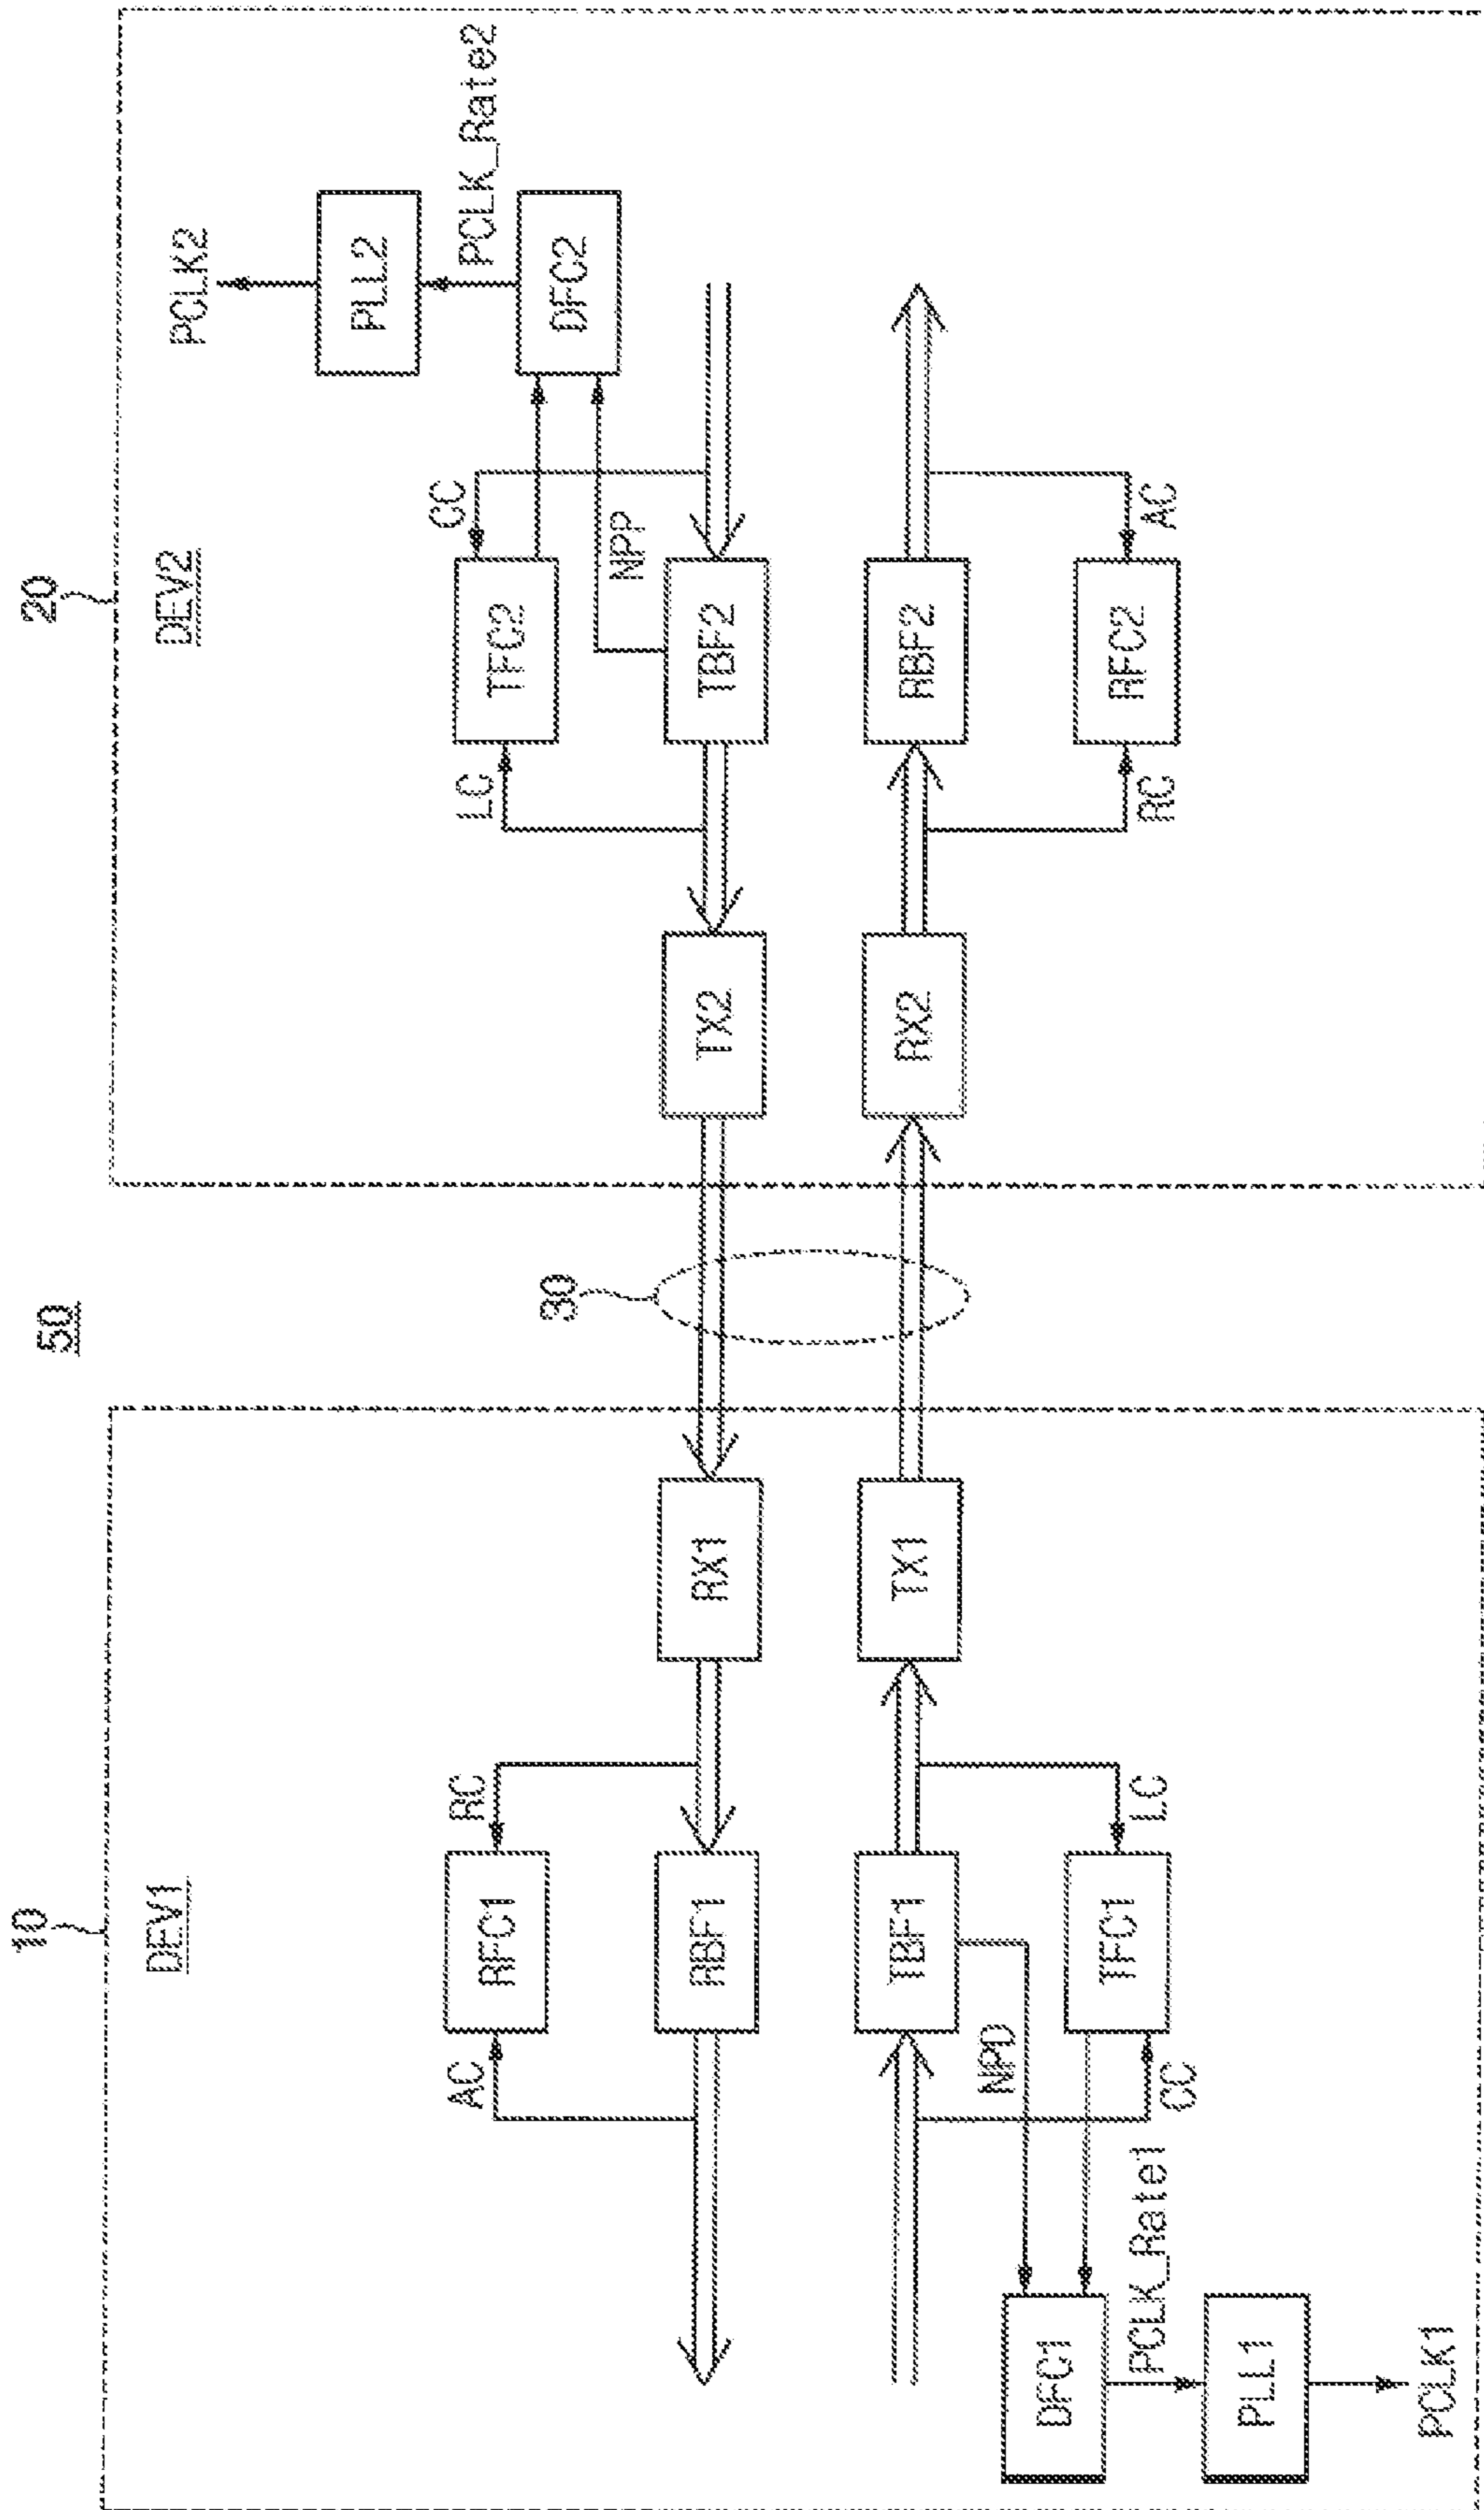 50
10
DEV1
20
DEV2
PCLK2
PLL2
PCLK_Rate2
DFC2
RFC1
AC
RC
TFC2
LC
CC
NPP
RBF1
RX1
30
TX2
TBF2
TBF1
TX1
RX2
RBF2
NPD
TFC1
LC
CC
RFC2
RC
AC
DFC1
PCLK_Rate1
PLL1
PCLK1